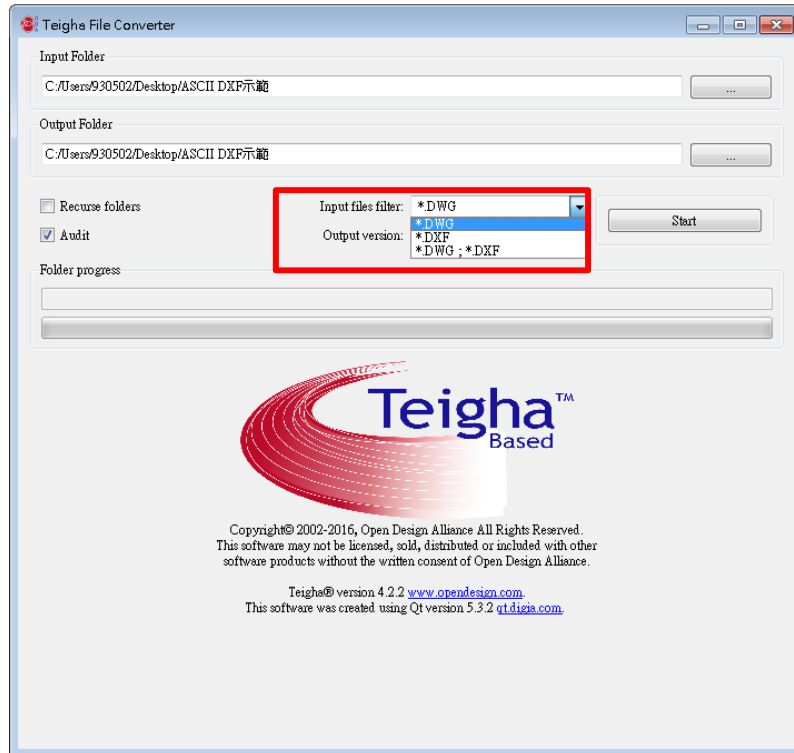 Teigha File Converter
Input Folder
C:/Users/930502/Desktop/ASCII DXF示範
...
Output Folder
C:/Users/930502/Desktop/ASCII DXF示範
...
Recurse folders
Input files filter: *.DWG
Start
*.DWG
Audit
Output version: *.DXF
*.DWG ; *.DXF
Folder progress
Teigha™
Based
Copyright© 2002-2016, Open Design Alliance All Rights Reserved.
This software may not be licensed, sold, distributed or included with other
software products without the written consent of Open Design Alliance.
Teigha® version 4.2.2 www.opendesign.com.
This software was created using Qt version 5.3.2 qt.digia.com.